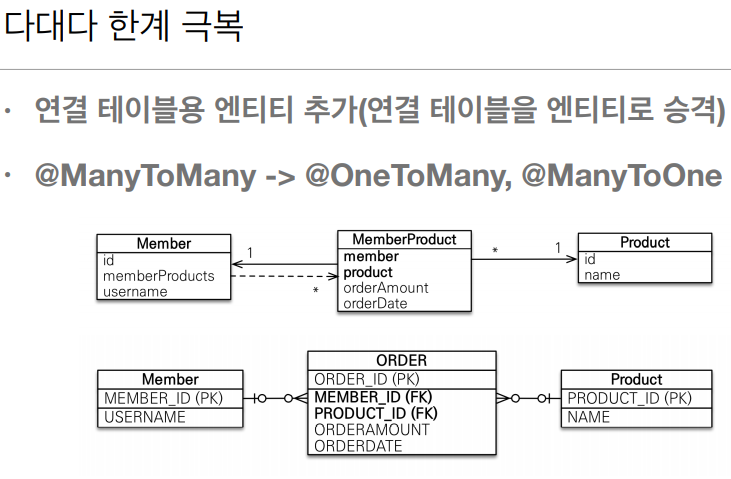 다대다 한계 극복
• 연결 테이블용 엔티티 추가(연결 테이블을 엔티티로 승격)
• @ManyToMany -> @OneToMany, @ManyToOne
Member
id
memberProducts
username
1
*
MemberProduct
member
product
orderAmount
orderDate
*
1
Product
id
name
Member
MEMBER_ID (PK)
USERNAME
ORDER
ORDER_ID (PK)
MEMBER_ID (FK)
PRODUCT_ID (FK)
ORDERAMOUNT
ORDERDATE
Product
PRODUCT_ID (PK)
NAME